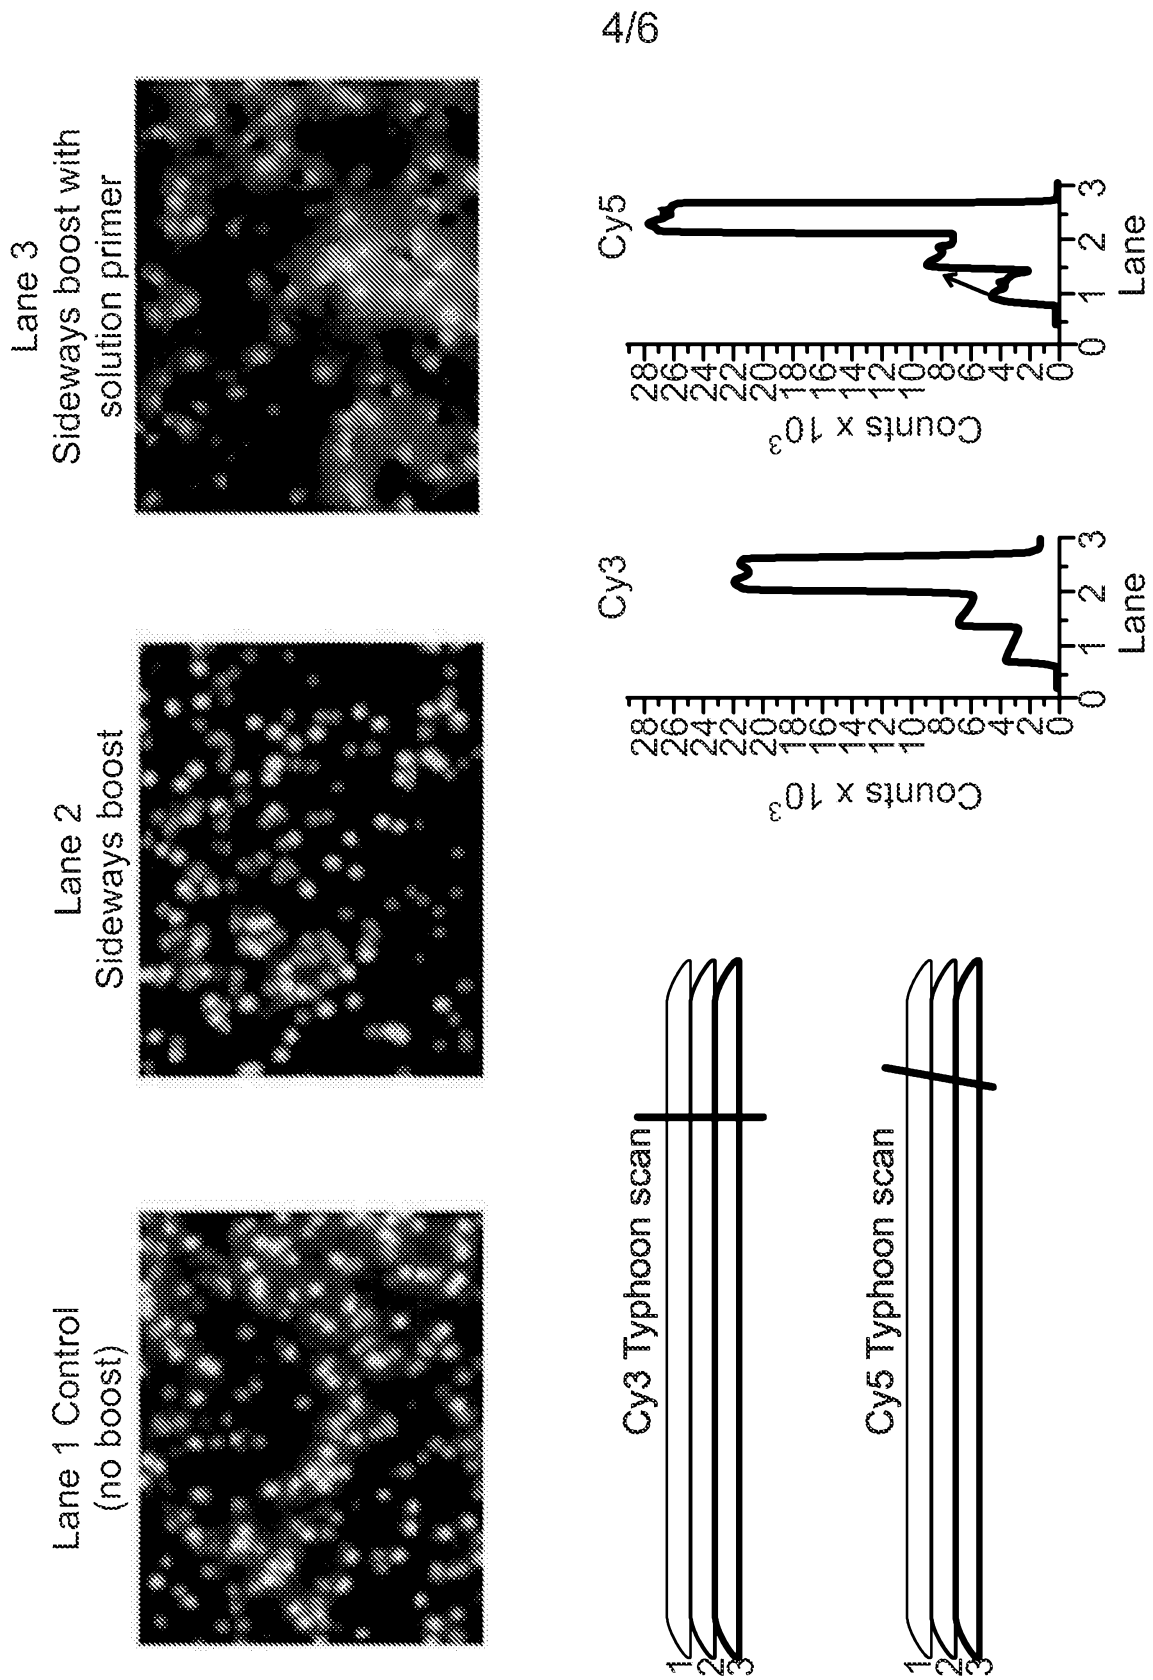 4/6
Lane 1 Control
(no boost)
Lane 2
Sideways boost
Lane 3
Sideways boost with
solution primer
Cy3 Typhoon scan
1
2
3
Cy5 Typhoon scan
1
2
3
Cy3
Counts x 10³
28
26
24
22
20
18
16
14
12
10
8
6
4
2
0
0 1 2 3
Lane
Cy5
Counts x 10³
28
26
24
22
20
18
16
14
12
10
8
6
4
2
0
0 1 2 3
Lane